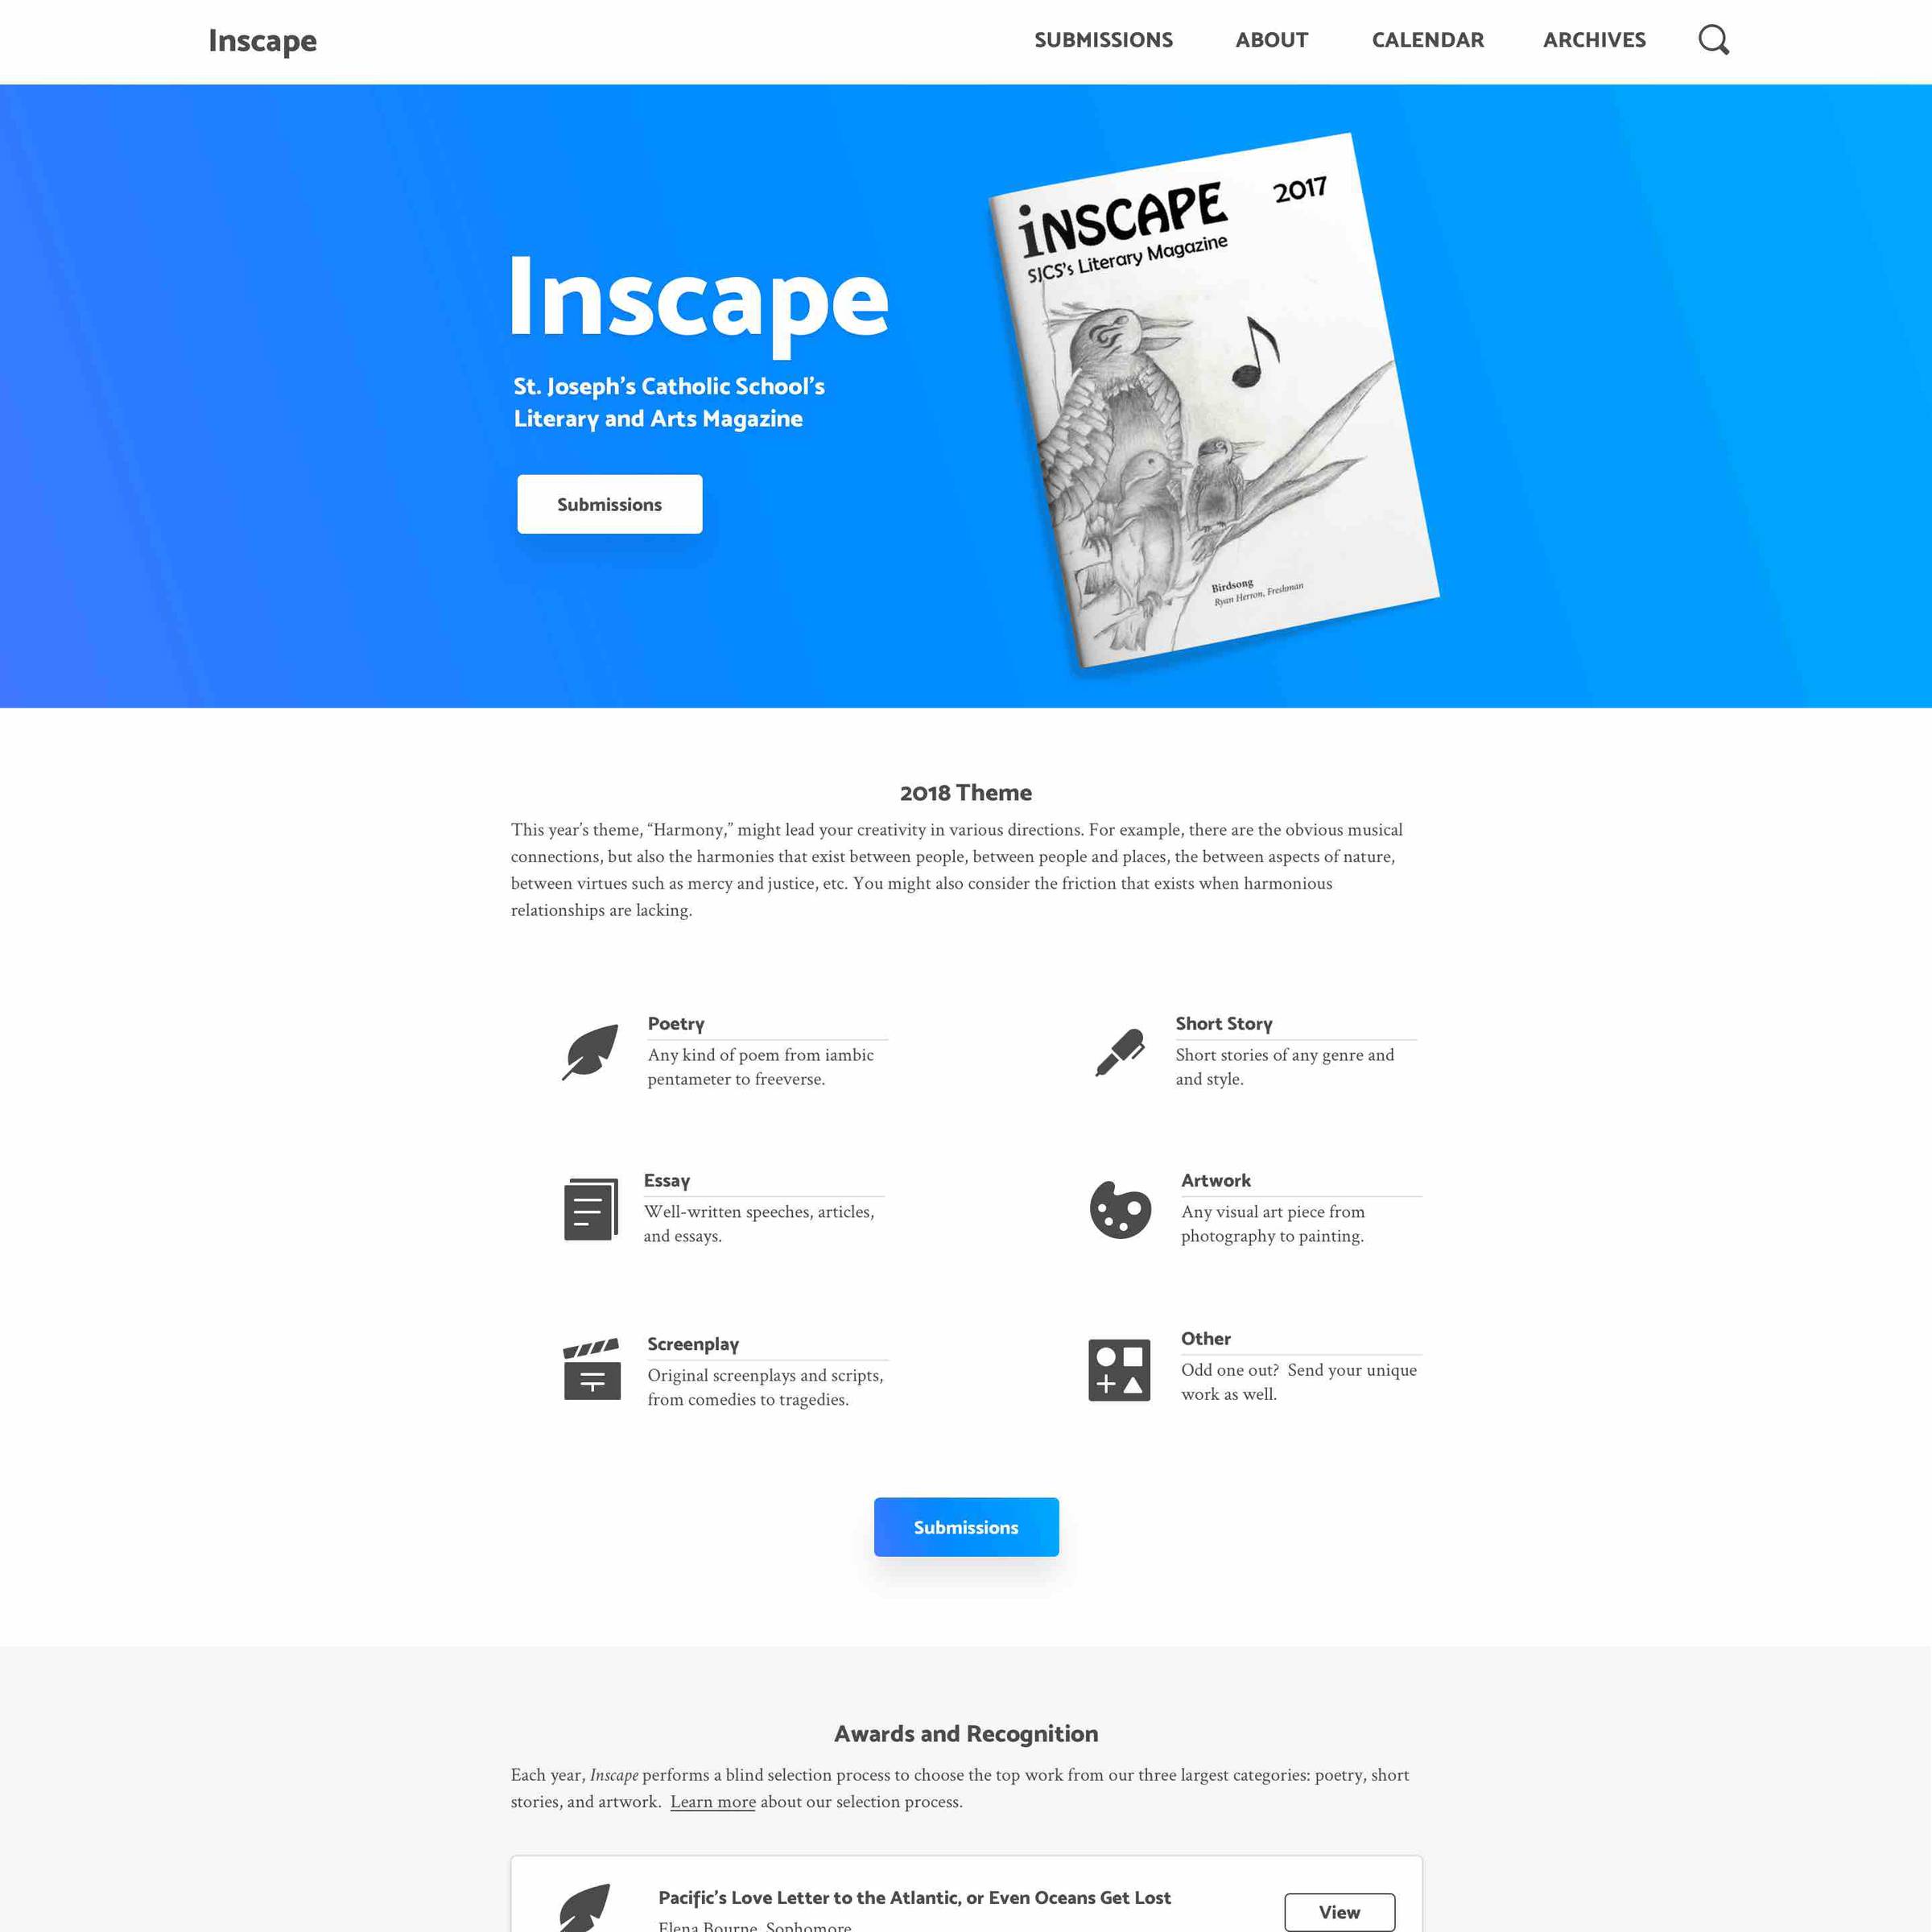 Inscape
SUBMISSIONS
ABOUT
CALENDAR
ARCHIVES
Inscape
St. Joseph's Catholic School's
Literary and Arts Magazine
Submissions
iNSCAPE
2017
SJCS's Literary Magazine
Birdsong
Ryan Herron, Freshman
2018 Theme
This year's theme, “Harmony,” might lead your creativity in various directions. For example, there are the obvious musical
connections, but also the harmonies that exist between people, between people and places, the between aspects of nature,
between virtues such as mercy and justice, etc. You might also consider the friction that exists when harmonious
relationships are lacking.
Poetry
Any kind of poem from iambic
pentameter to freeverse.
Short Story
Short stories of any genre and
and style.
Essay
Well-written speeches, articles,
and essays.
Artwork
Any visual art piece from
photography to painting.
Screenplay
Original screenplays and scripts,
from comedies to tragedies.
Other
Odd one out? Send your unique
work as well.
Submissions
Awards and Recognition
Each year, Inscape performs a blind selection process to choose the top work from our three largest categories: poetry, short
stories, and artwork. Learn more about our selection process.
Pacific's Love Letter to the Atlantic, or Even Oceans Get Lost
Elena Bourne, Sophomore
View